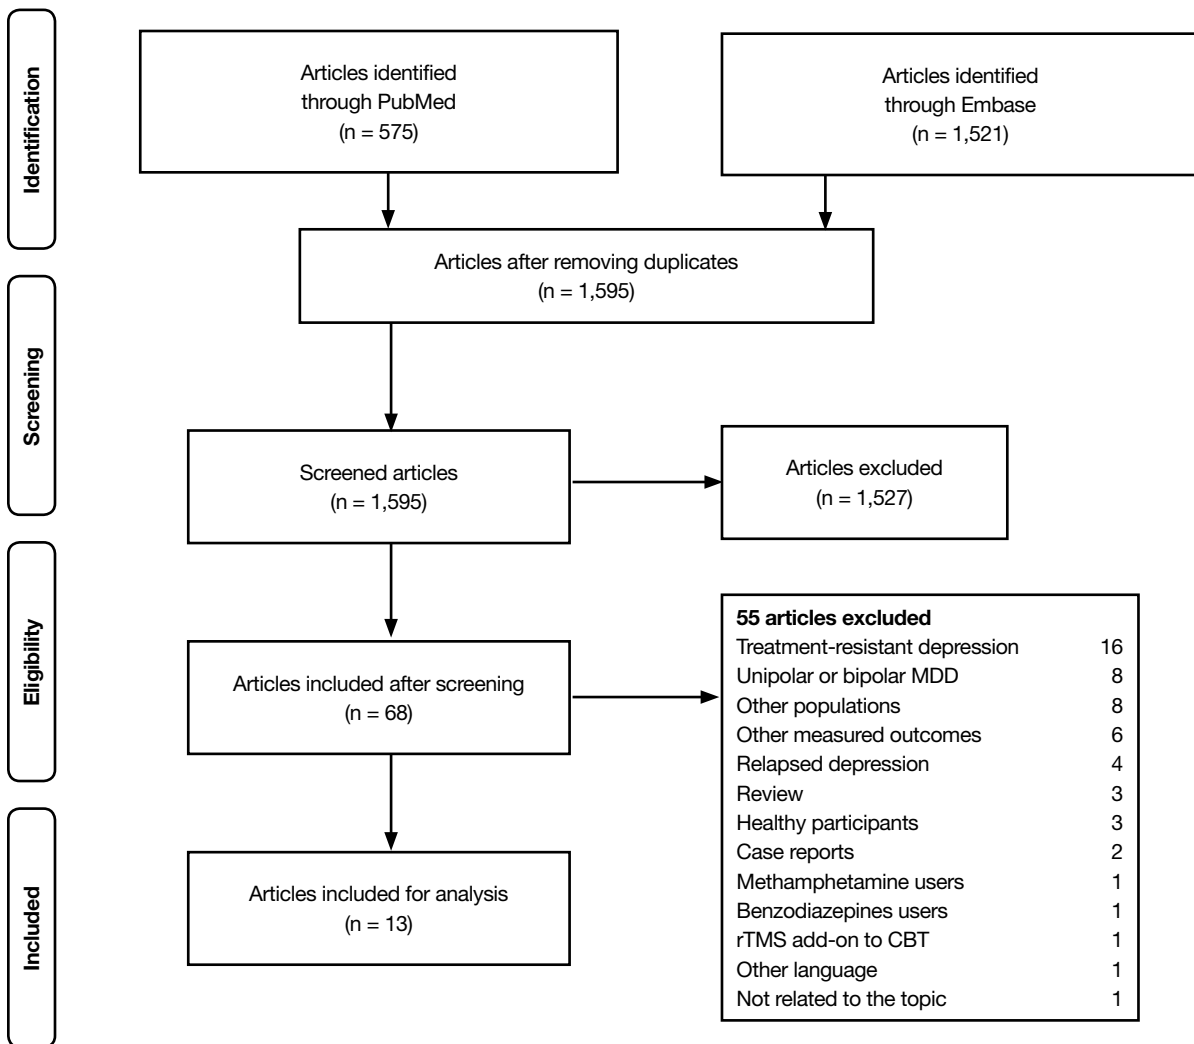 Identification
Articles identified
through PubMed
(n = 575)
Articles identified
through Embase
(n = 1,521)
Articles after removing duplicates
(n = 1,595)
Screening
Screened articles
(n = 1,595)
Articles excluded
(n = 1,527)
Eligibility
Articles included after screening
(n = 68)
55 articles excluded
Treatment-resistant depression 16
Unipolar or bipolar MDD 8
Other populations 8
Other measured outcomes 6
Relapsed depression 4
Review 3
Healthy participants 3
Case reports 2
Methamphetamine users 1
Benzodiazepines users 1
rTMS add-on to CBT 1
Other language 1
Not related to the topic 1
Included
Articles included for analysis
(n = 13)